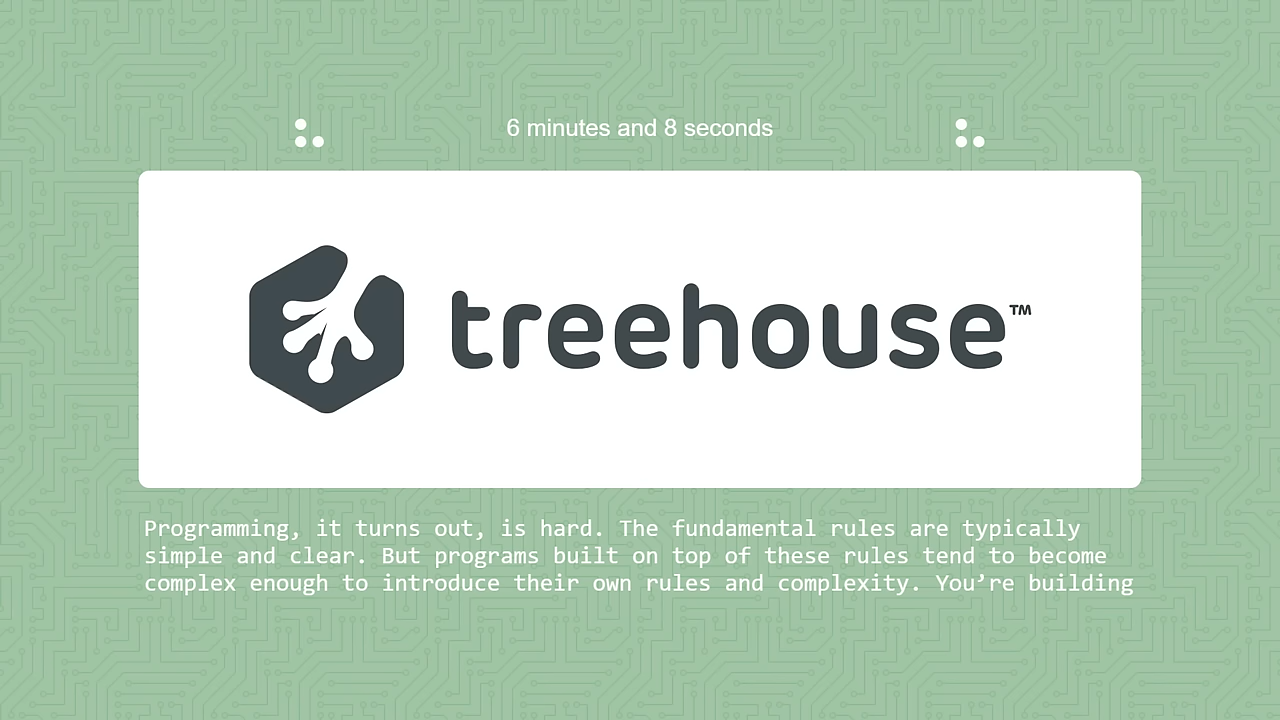 6 minutes and 8 seconds
treehouse™
Programming, it turns out, is hard. The fundamental rules are typically
simple and clear. But programs built on top of these rules tend to become
complex enough to introduce their own rules and complexity. You’re building